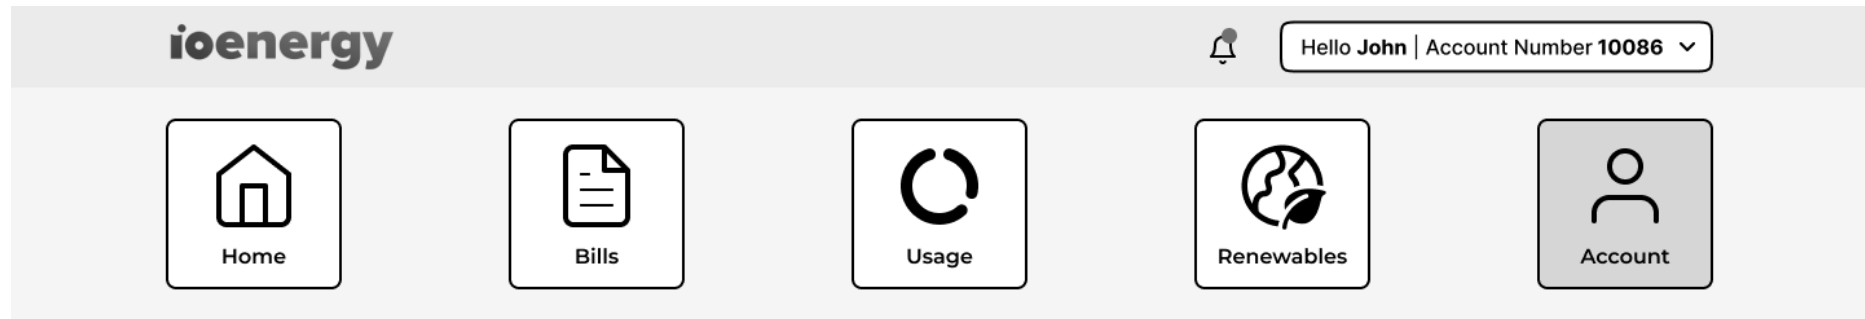 ioenergy
Hello John | Account Number 10086
Home
Bills
Usage
Renewables
Account